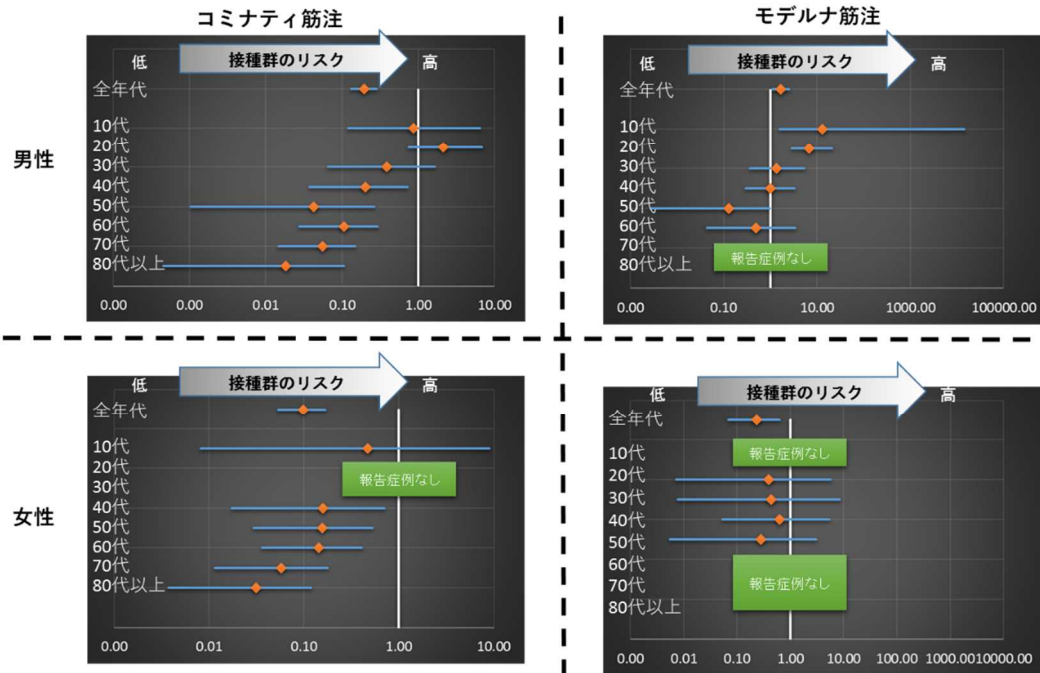 コミナティ筋注
モデルナ筋注
男性
低
接種群のリスク
高
全年代
10代
20代
30代
40代
50代
60代
70代
80代以上
0.00
0.00
0.01
0.10
1.00
10.00
低
接種群のリスク
高
全年代
10代
20代
30代
40代
50代
60代
70代
80代以上
報告症例なし
0.00
0.10
10.00
1000.00
100000.00
女性
低
接種群のリスク
高
全年代
10代
20代
30代
報告症例なし
40代
50代
60代
70代
80代以上
0.00
0.01
0.10
1.00
10.00
低
接種群のリスク
高
全年代
10代
報告症例なし
20代
30代
40代
50代
60代
70代
報告症例なし
80代以上
0.00
0.01
0.10
1.00
10.00
100.00
1000.00
10000.00